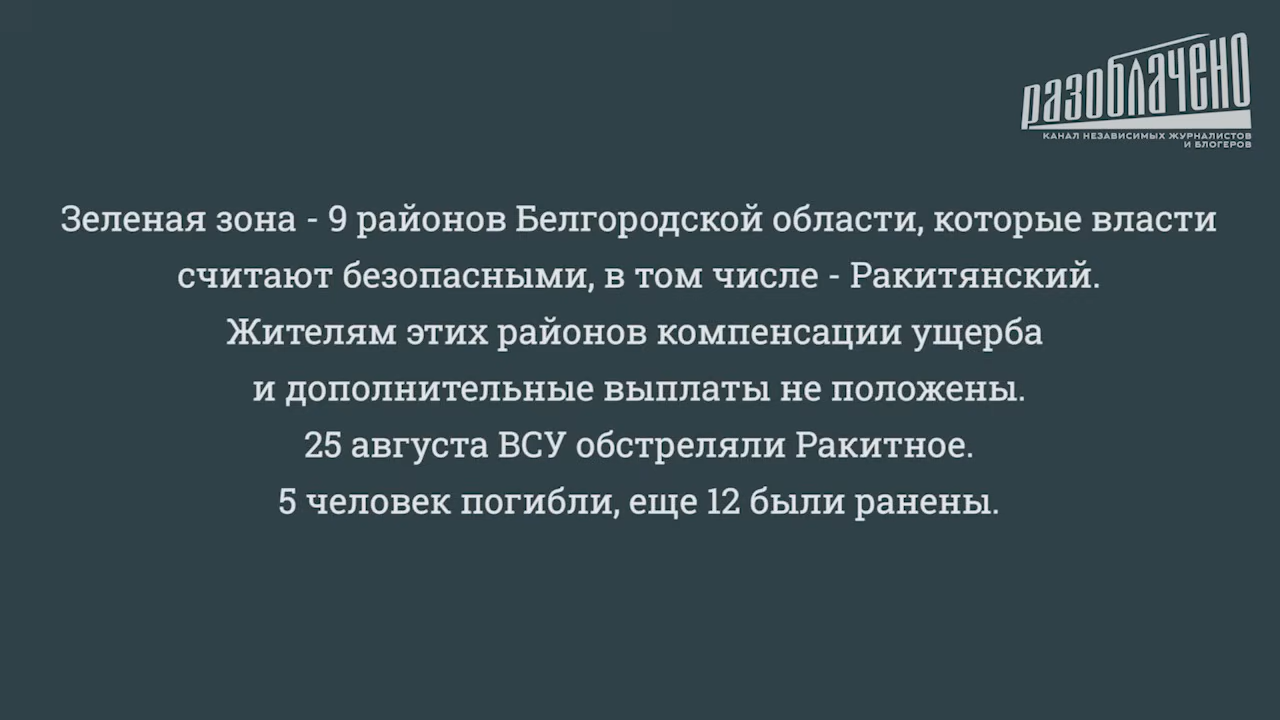 разоблачено
КАНАЛ НЕЗАВИСИМЫХ ЖУРНАЛИСТОВ
И БЛОГЕРОВ
Зеленая зона - 9 районов Белгородской области, которые власти
считают безопасными, в том числе - Ракитянский.
Жителям этих районов компенсации ущерба
и дополнительные выплаты не положены.
25 августа ВСУ обстреляли Ракитное.
5 человек погибли, еще 12 были ранены.